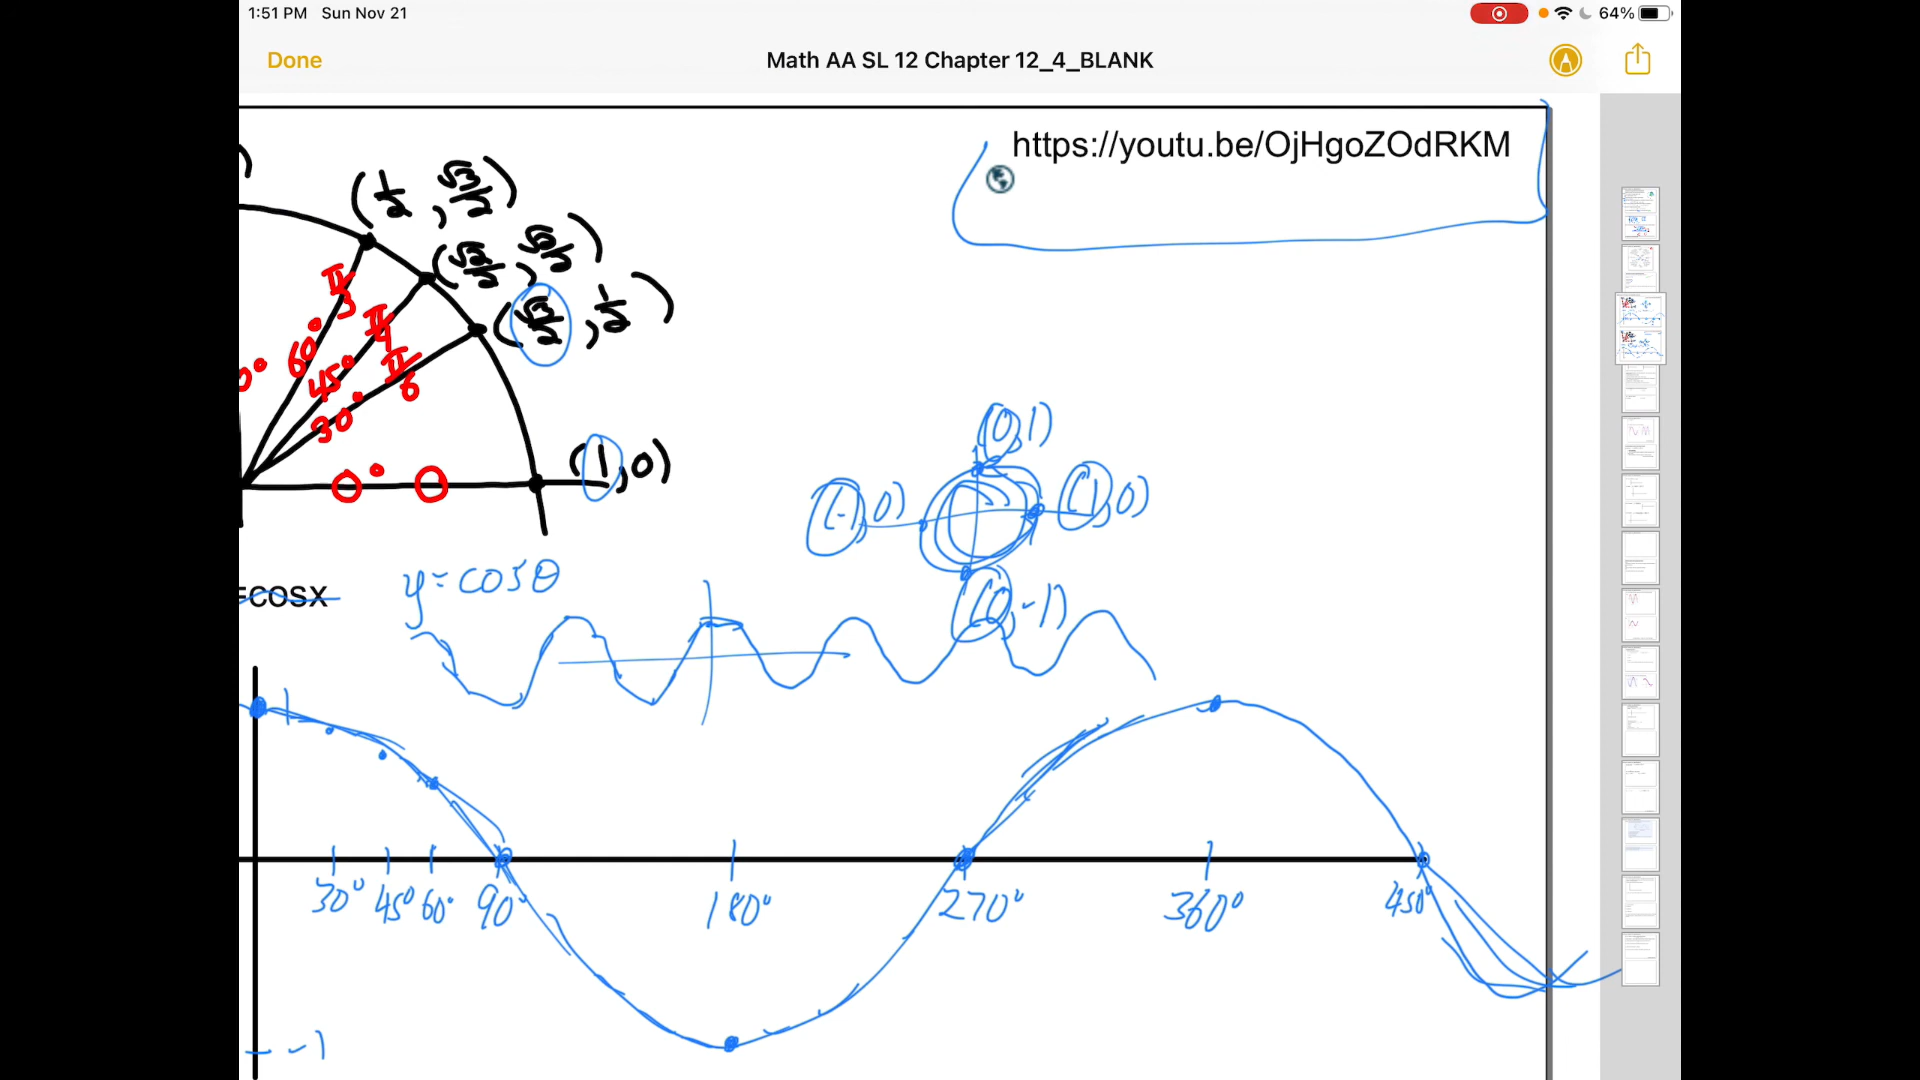 1:51 PM Sun Nov 21
64%
Done
Math AA SL 12 Chapter 12_4_BLANK
https://youtu.be/OjHgoZOdRKM
)
(1/2, √3/2)
(√2/2, √2/2)
(√3/2, 1/2)
π/3
60°
π/4
45°
π/6
30°
0°
0° 0
(1,0)
(0,1)
(-1,0)
(1,0)
(0,-1)
=COSX
y=cosθ
1
30° 45° 60° 90° 180° 270° 360° 450°
-1